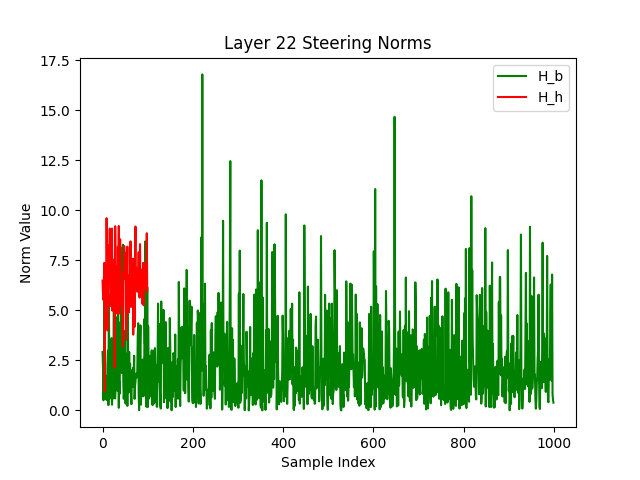 Layer 22 Steering Norms
17.5
15.0
12.5
10.0
7.5
5.0
2.5
0.0
Norm Value
H_b
H_h
0 200 400 600 800 1000
Sample Index